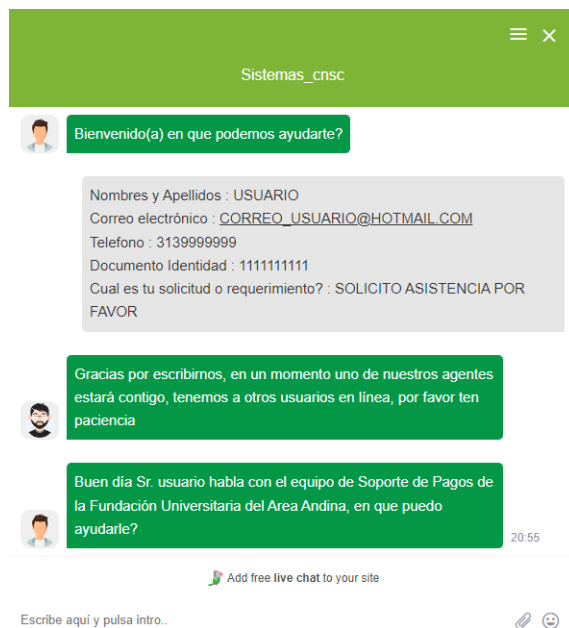 Sistemas_cnsc
Bienvenido(a) en que podemos ayudarte?
Nombres y Apellidos : USUARIO
Correo electrónico : CORREO_USUARIO@HOTMAIL.COM
Telefono : 3139999999
Documento Identidad : 1111111111
Cual es tu solicitud o requerimiento? : SOLICITO ASISTENCIA POR
FAVOR
Gracias por escribirnos, en un momento uno de nuestros agentes
estará contigo, tenemos a otros usuarios en línea, por favor ten
paciencia
Buen día Sr. usuario habla con el equipo de Soporte de Pagos de
la Fundación Universitaria del Area Andina, en que puedo
ayudarle?
20:55
Add free live chat to your site
Escribe aquí y pulsa intro..